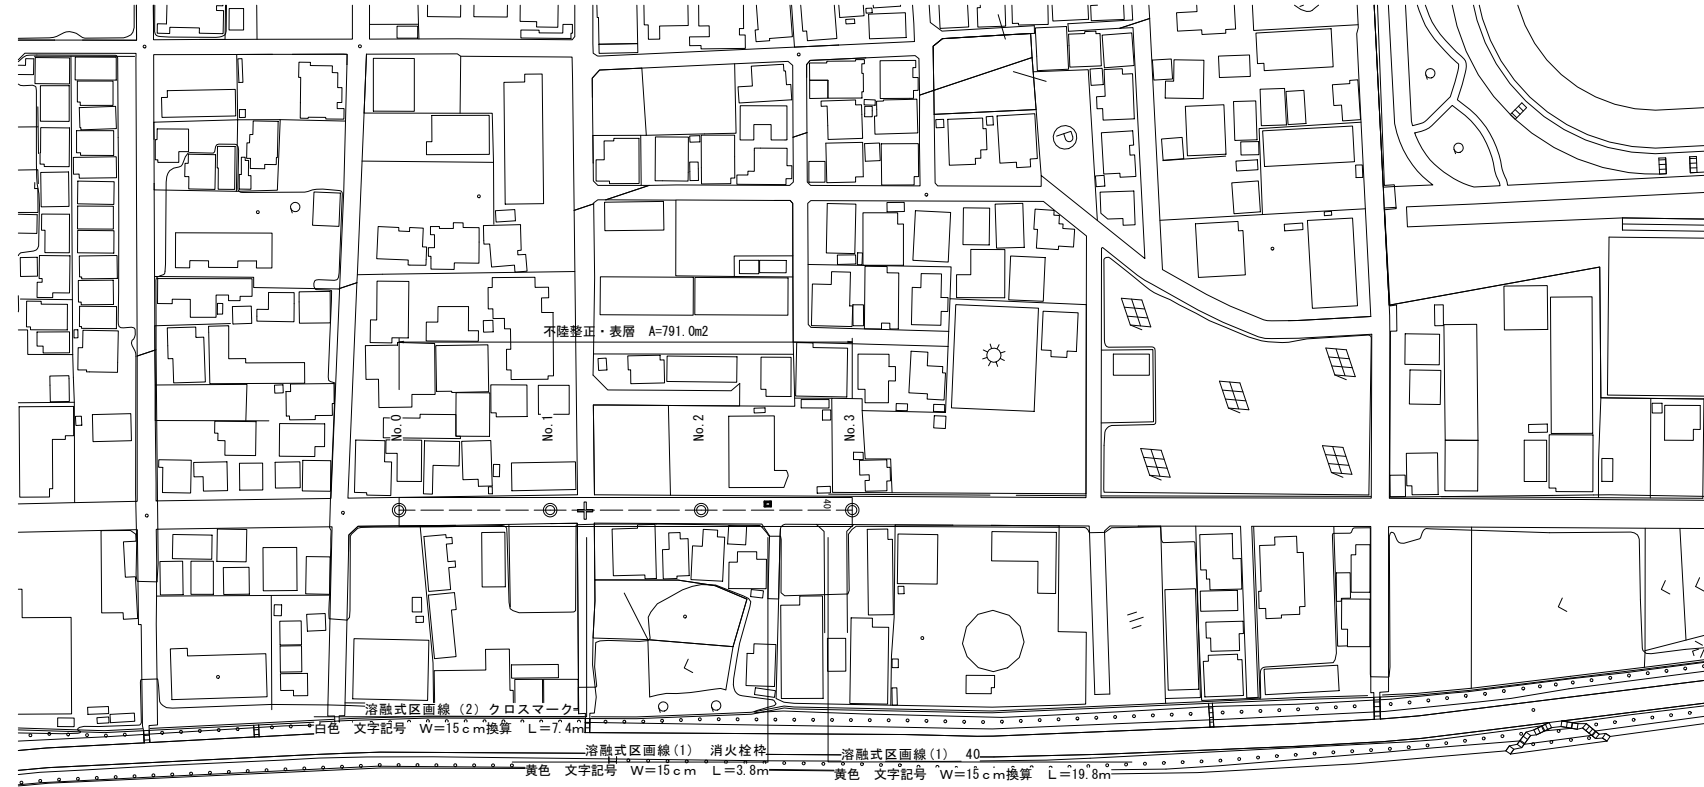 Ⓟ
不陸整正・表層　A=791.0m2
No.0
No.1
No.2
No.3
40
溶融式区画線（2）クロスマーク
白色　文字記号　W＝15ｃｍ換算　L＝7.4m
溶融式区画線(1)　消火栓枠
黄色　文字記号　W＝15ｃｍ　L＝3.8m
溶融式区画線(1)　40
黄色　文字記号　W＝15ｃｍ換算　L＝19.8m